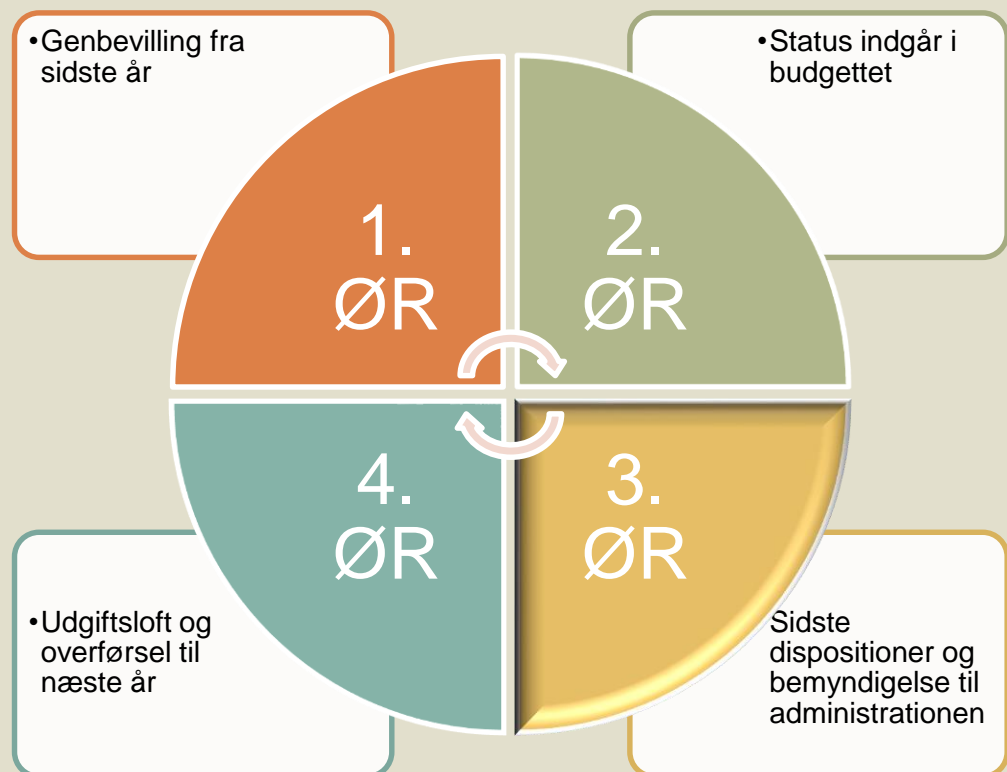 •Genbevilling fra
sidste år
•Status indgår i
budgettet
1.
ØR
2.
ØR
4.
ØR
3.
ØR
•Udgiftsloft og
overførsel til
næste år
Sidste
dispositioner og
bemyndigelse til
administrationen